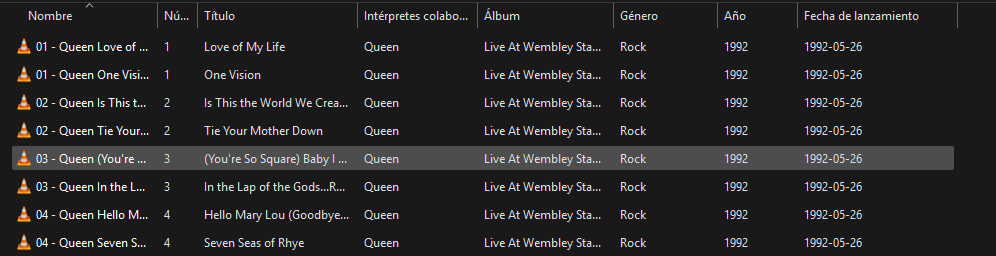 Nombre Nú... Título Intérpretes colabo... Álbum Género Año Fecha de lanzamiento
01 - Queen Love of ... 1 Love of My Life Queen Live At Wembley Sta... Rock 1992 1992-05-26
01 - Queen One Visi... 1 One Vision Queen Live At Wembley Sta... Rock 1992 1992-05-26
02 - Queen Is This t... 2 Is This the World We Crea... Queen Live At Wembley Sta... Rock 1992 1992-05-26
02 - Queen Tie Your... 2 Tie Your Mother Down Queen Live At Wembley Sta... Rock 1992 1992-05-26
03 - Queen (You're ... 3 (You're So Square) Baby I ... Queen Live At Wembley Sta... Rock 1992 1992-05-26
03 - Queen In the L... 3 In the Lap of the Gods...R... Queen Live At Wembley Sta... Rock 1992 1992-05-26
04 - Queen Hello M... 4 Hello Mary Lou (Goodbye... Queen Live At Wembley Sta... Rock 1992 1992-05-26
04 - Queen Seven S... 4 Seven Seas of Rhye Queen Live At Wembley Sta... Rock 1992 1992-05-26